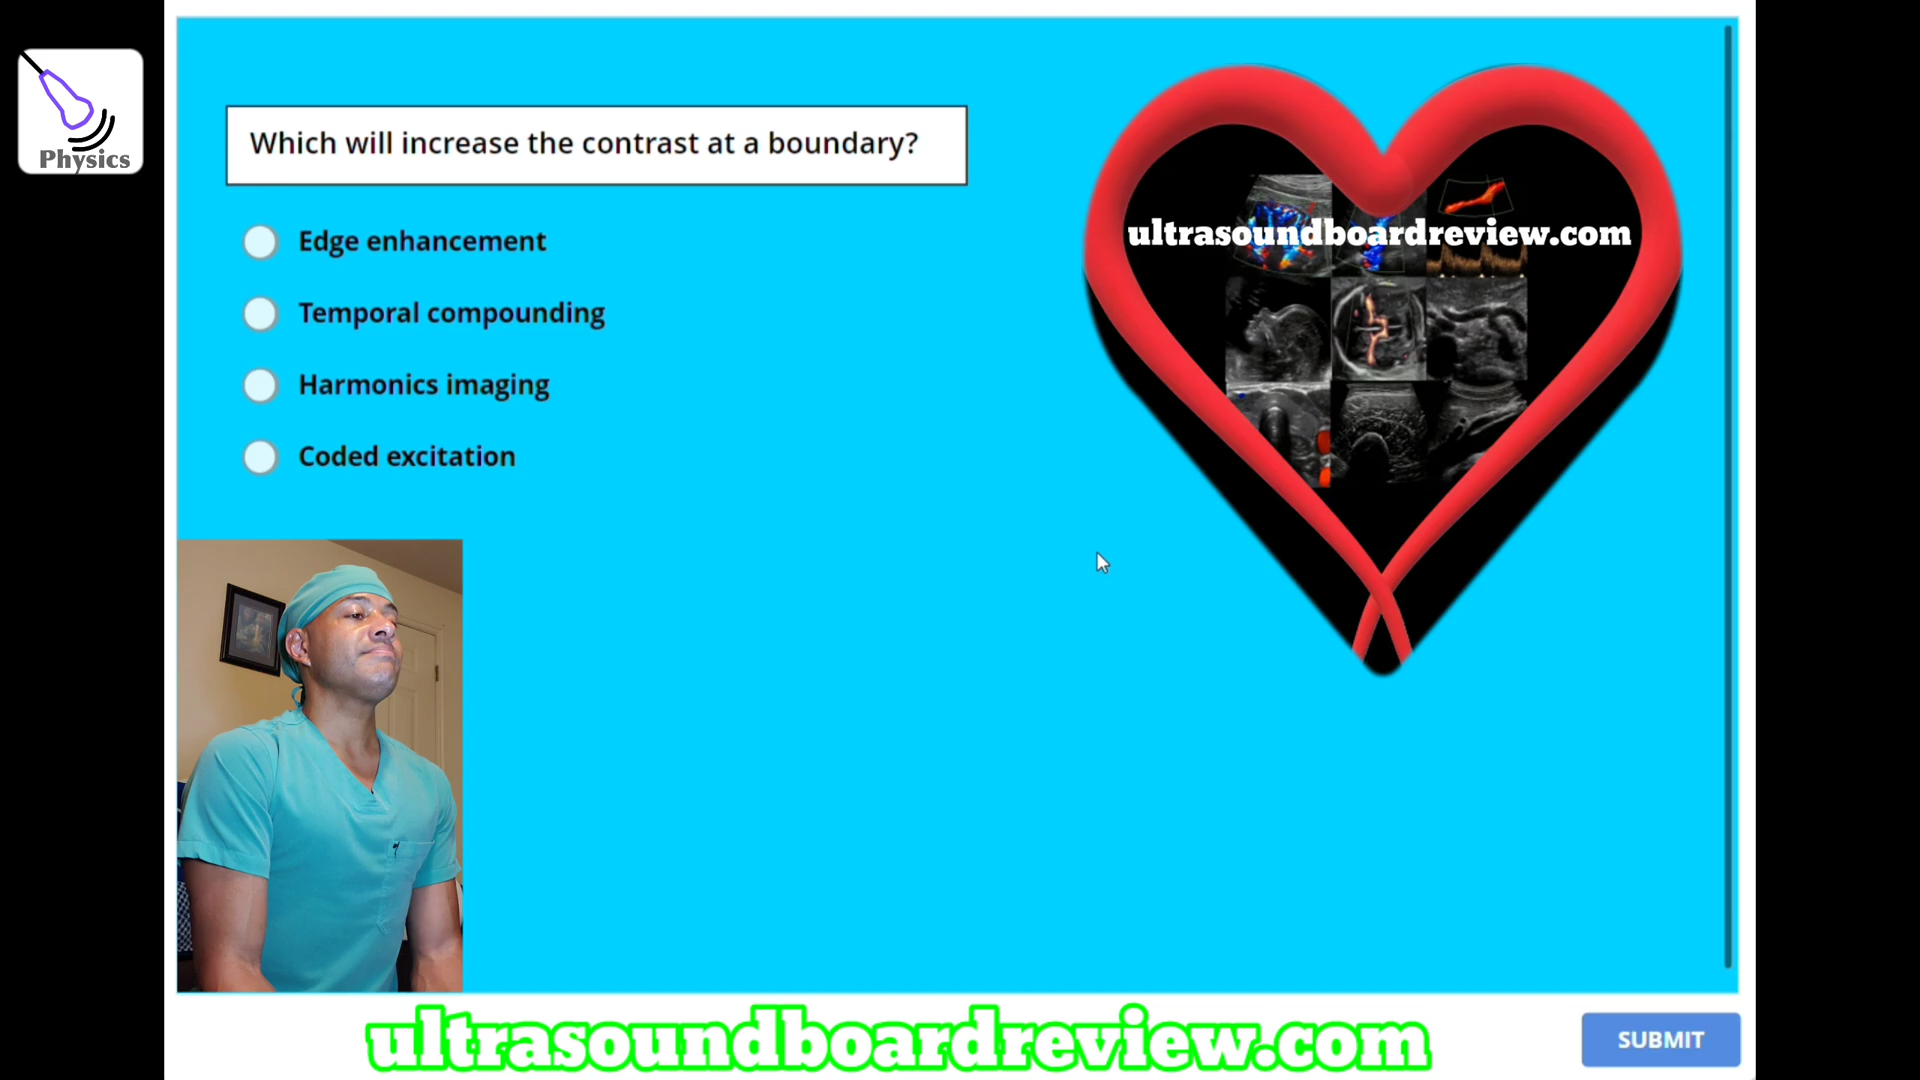 Physics
Which will increase the contrast at a boundary?
Edge enhancement
Temporal compounding
Harmonics imaging
Coded excitation
ultrasoundboardreview.com
ultrasoundboardreview.com
SUBMIT